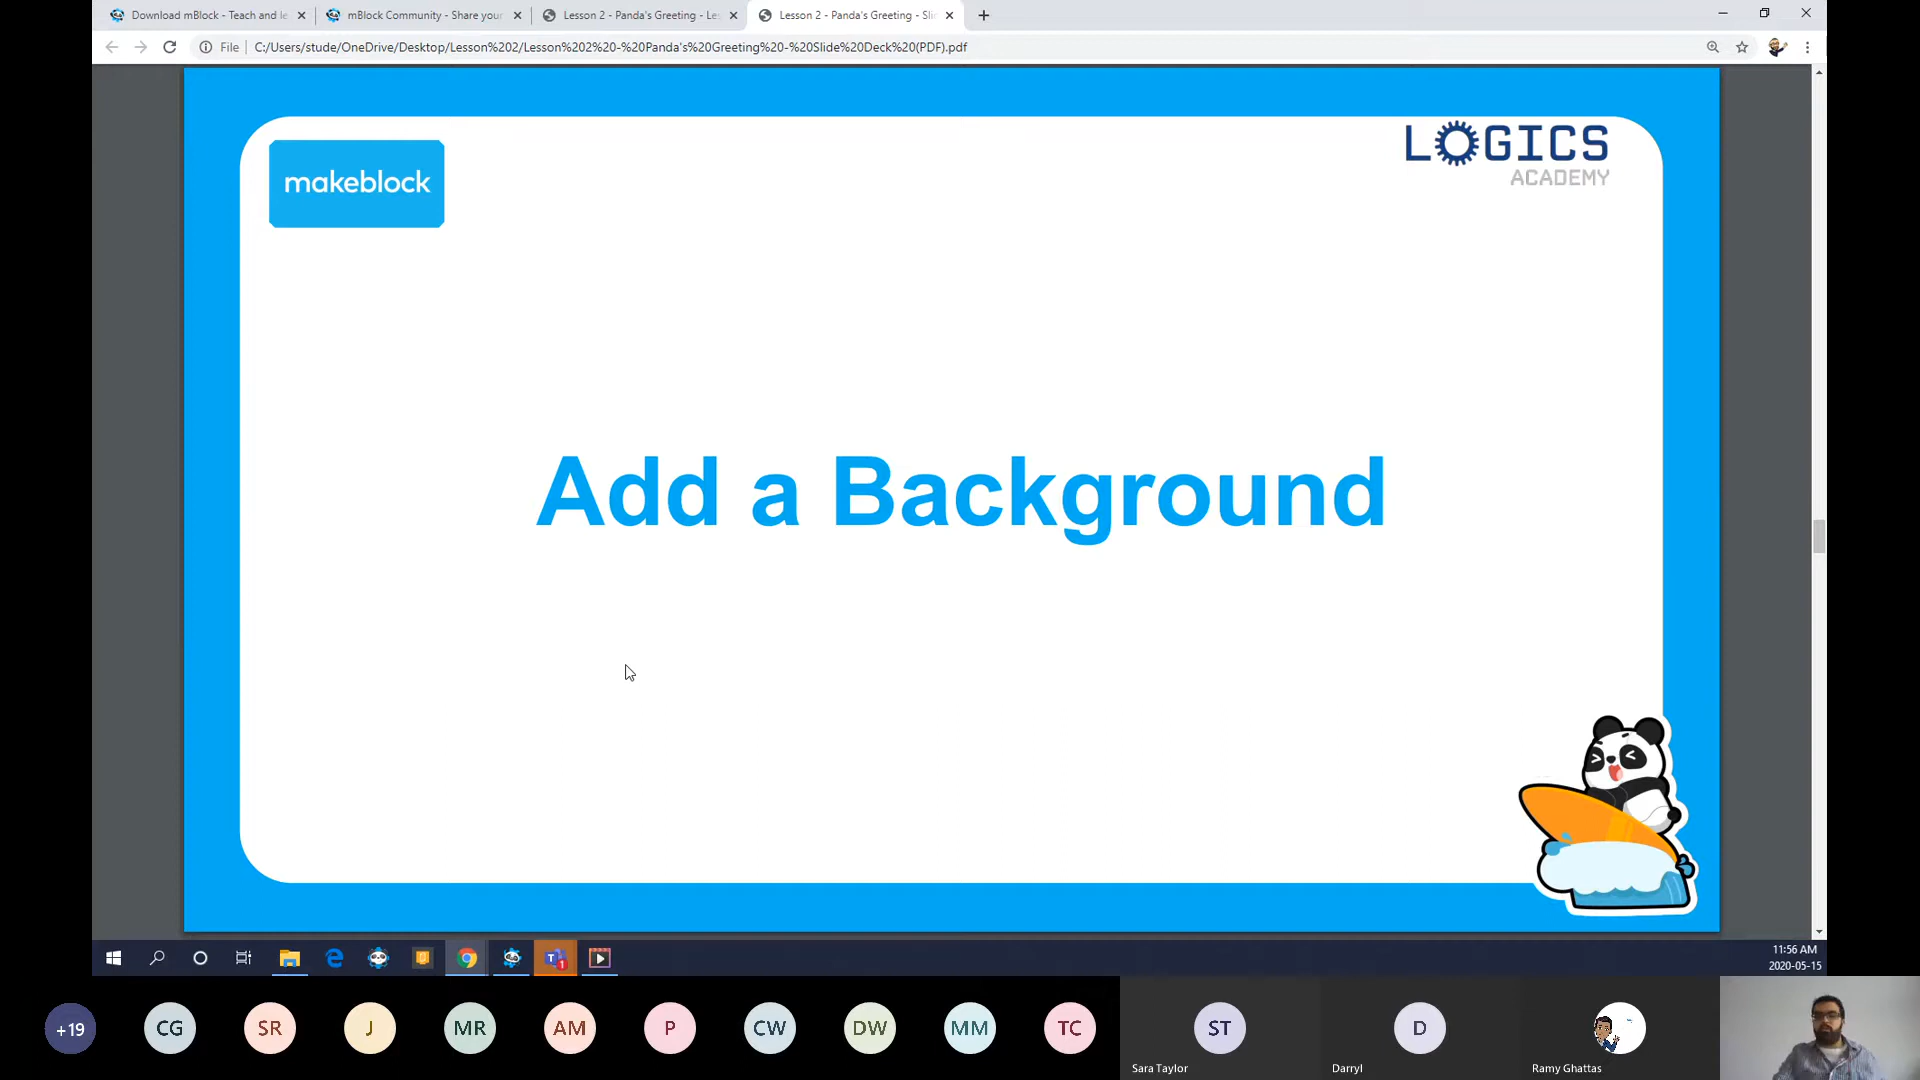 Download mBlock - Teach and le
mBlock Community - Share your
Lesson 2 - Panda's Greeting - Les
Lesson 2 - Panda's Greeting - Sli
File
C:/Users/stude/OneDrive/Desktop/Lesson%202/Lesson%202%20-%20Panda's%20Greeting%20-%20Slide%20Deck%20(PDF).pdf
makeblock
LOGICS
ACADEMY
Add a Background
11:56 AM
2020-05-15
+19
CG
SR
J
MR
AM
P
CW
DW
MM
TC
ST
D
Sara Taylor
Darryl
Ramy Ghattas